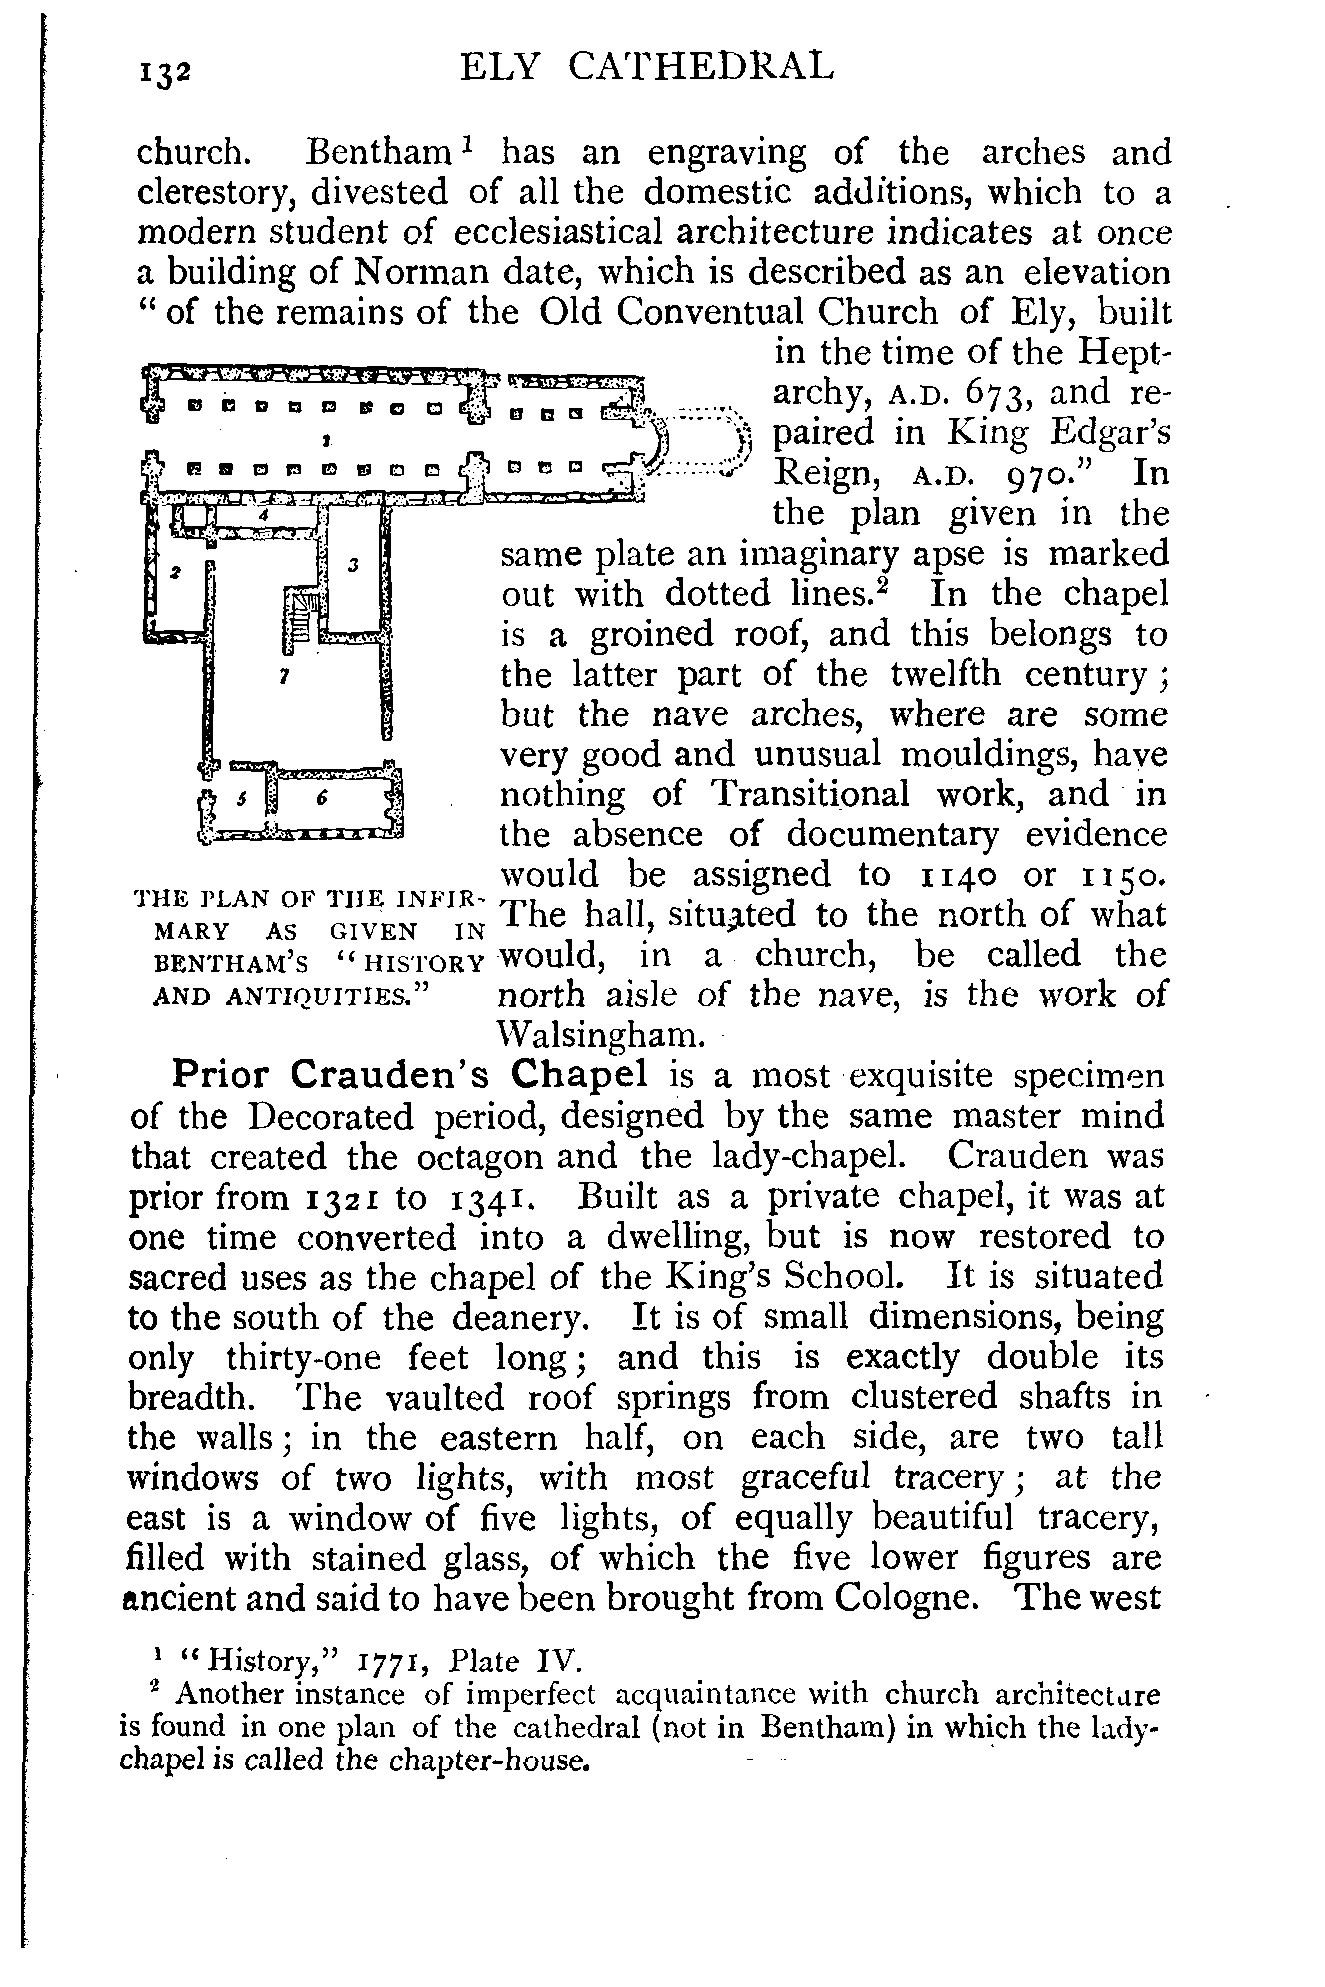 132 ELY CATHEDRAL
church. Bentham ¹ has an engraving of the arches and
clerestory, divested of all the domestic additions, which to a
modern student of ecclesiastical architecture indicates at once
a building of Norman date, which is described as an elevation
“ of the remains of the Old Conventual Church of Ely, built
in the time of the Hept-
archy, A.D. 673, and re-
paired in King Edgar’s
Reign, A.D. 970.” In
the plan given in the
same plate an imaginary apse is marked
out with dotted lines.² In the chapel
is a groined roof, and this belongs to
the latter part of the twelfth century ;
but the nave arches, where are some
very good and unusual mouldings, have
nothing of Transitional work, and in
the absence of documentary evidence
would be assigned to 1140 or 1150.
The hall, situated to the north of what
would, in a church, be called the
north aisle of the nave, is the work of
Walsingham.
1
4
2
3
7
5 6
THE PLAN OF THE INFIR-
MARY AS GIVEN IN
BENTHAM’S “ HISTORY
AND ANTIQUITIES.”
Prior Crauden’s Chapel is a most exquisite specimen
of the Decorated period, designed by the same master mind
that created the octagon and the lady-chapel. Crauden was
prior from 1321 to 1341. Built as a private chapel, it was at
one time converted into a dwelling, but is now restored to
sacred uses as the chapel of the King’s School. It is situated
to the south of the deanery. It is of small dimensions, being
only thirty-one feet long ; and this is exactly double its
breadth. The vaulted roof springs from clustered shafts in
the walls ; in the eastern half, on each side, are two tall
windows of two lights, with most graceful tracery ; at the
east is a window of five lights, of equally beautiful tracery,
filled with stained glass, of which the five lower figures are
ancient and said to have been brought from Cologne. The west
¹ “ History,” 1771, Plate IV.
² Another instance of imperfect acquaintance with church architecture
is found in one plan of the cathedral (not in Bentham) in which the lady-
chapel is called the chapter-house.